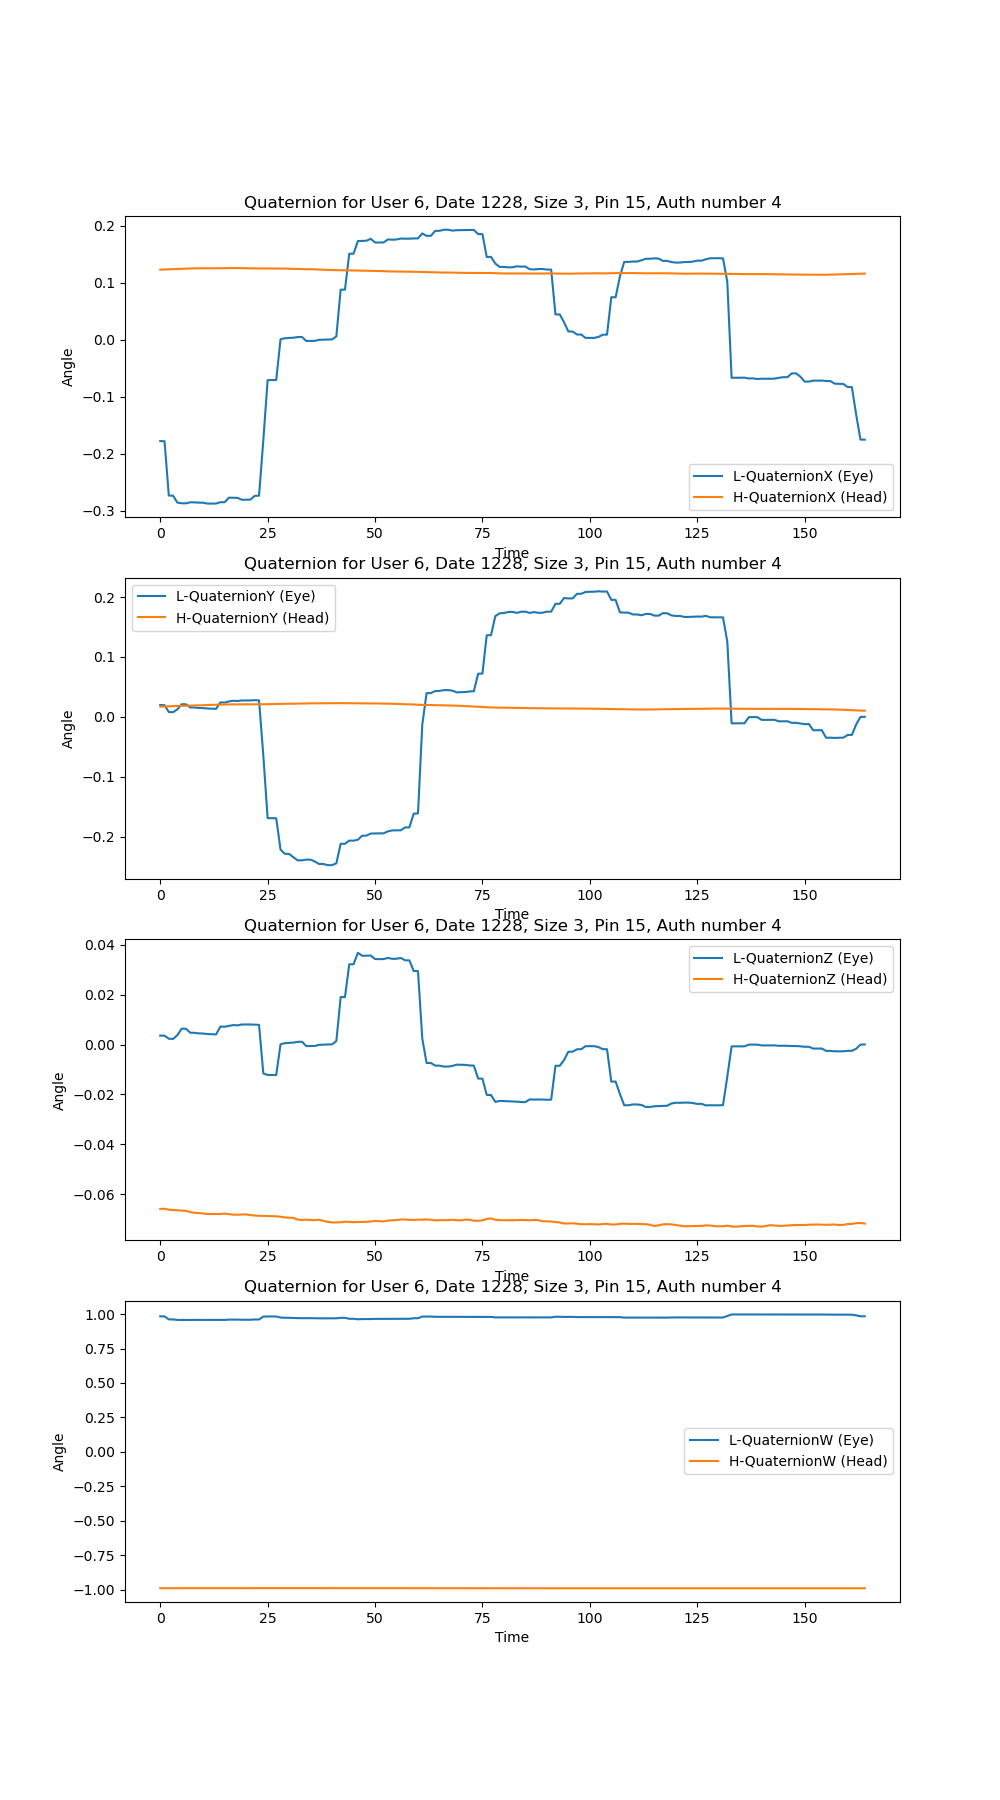 Quaternion for User 6, Date 1228, Size 3, Pin 15, Auth number 4
0.2
0.1
0.0
−0.1
−0.2
−0.3
Angle
L-QuaternionX (Eye)
H-QuaternionX (Head)
0 25 50 75 100 125 150
Time
Quaternion for User 6, Date 1228, Size 3, Pin 15, Auth number 4
L-QuaternionY (Eye)
H-QuaternionY (Head)
0.2
0.1
0.0
−0.1
−0.2
Angle
0 25 50 75 100 125 150
Time
Quaternion for User 6, Date 1228, Size 3, Pin 15, Auth number 4
L-QuaternionZ (Eye)
H-QuaternionZ (Head)
0.04
0.02
0.00
−0.02
−0.04
−0.06
Angle
0 25 50 75 100 125 150
Time
Quaternion for User 6, Date 1228, Size 3, Pin 15, Auth number 4
1.00
0.75
0.50
0.25
0.00
−0.25
−0.50
−0.75
−1.00
Angle
L-QuaternionW (Eye)
H-QuaternionW (Head)
0 25 50 75 100 125 150
Time